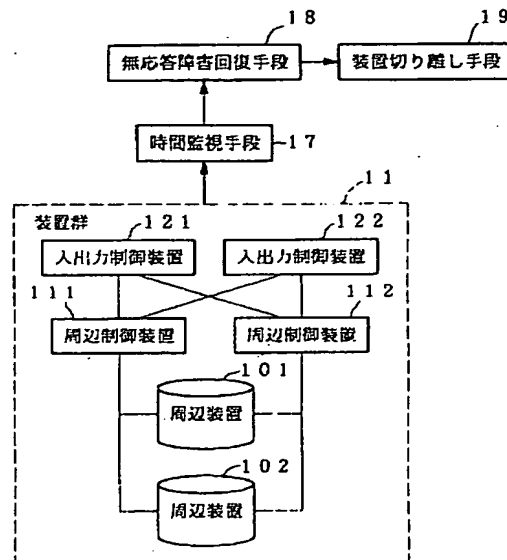 18
19
無応答障害回復手段
装置切り離し手段
時間監視手段
17
11
装置群
121
122
入出力制御装置
入出力制御装置
111
112
周辺制御装置
周辺制御装置
101
周辺装置
102
周辺装置